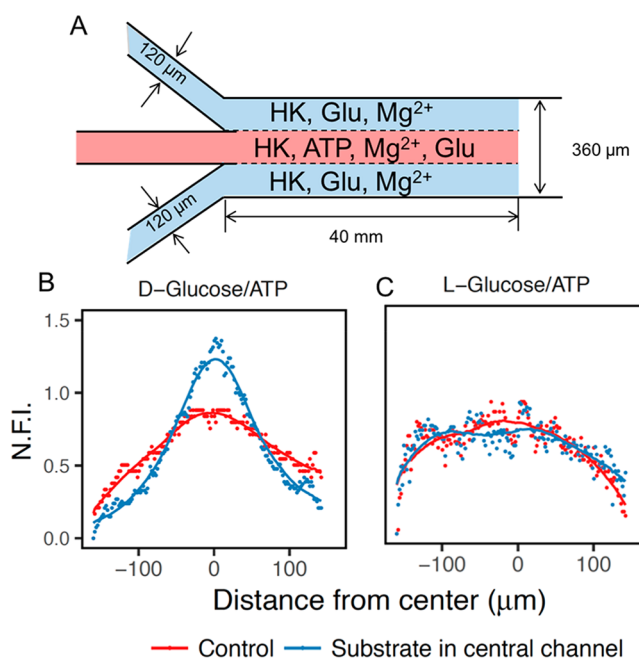 A
120 µm
HK, Glu, Mg2+
HK, ATP, Mg2+, Glu
HK, Glu, Mg2+
360 µm
120 µm
40 mm
B
D-Glucose/ATP
C
L-Glucose/ATP
N.F.I.
1.5
1.0
0.5
0.0
-100 0 100
-100 0 100
Distance from center (µm)
Control
Substrate in central channel